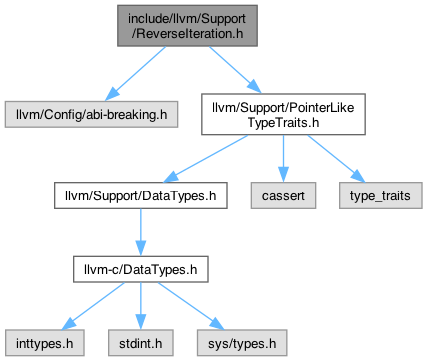 include/llvm/Support
/ReverseIteration.h
llvm/Config/abi-breaking.h
llvm/Support/PointerLike
TypeTraits.h
llvm/Support/DataTypes.h
cassert
type_traits
llvm-c/DataTypes.h
inttypes.h
stdint.h
sys/types.h